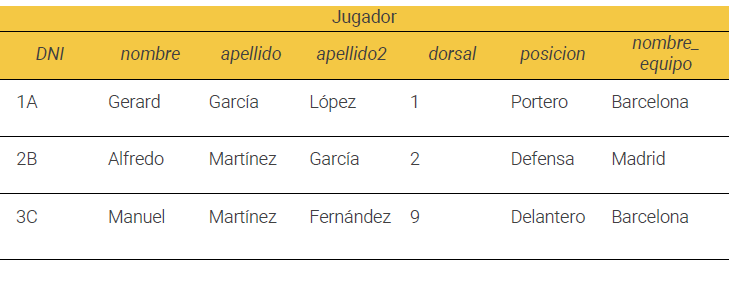 Jugador
DNI nombre apellido apellido2 dorsal posicion nombre_
equipo
1A Gerard García López 1 Portero Barcelona
2B Alfredo Martínez García 2 Defensa Madrid
3C Manuel Martínez Fernández 9 Delantero Barcelona